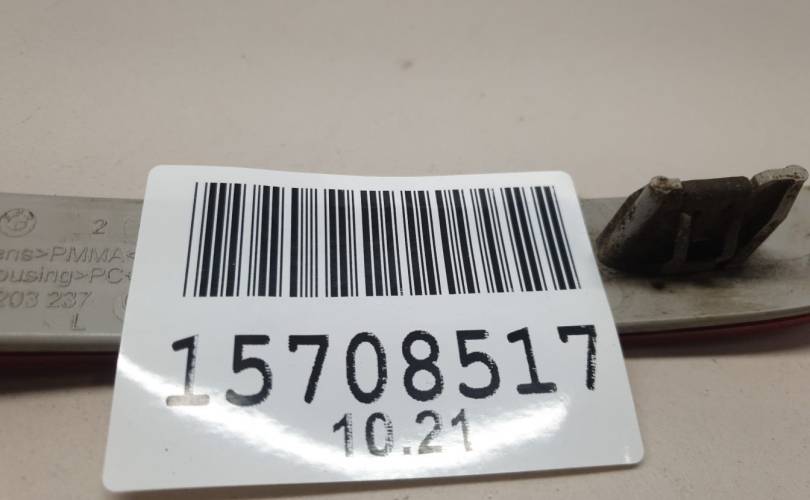 2
ens>PMMA<
ousing>PC<
203 237
L
15708517
10.21